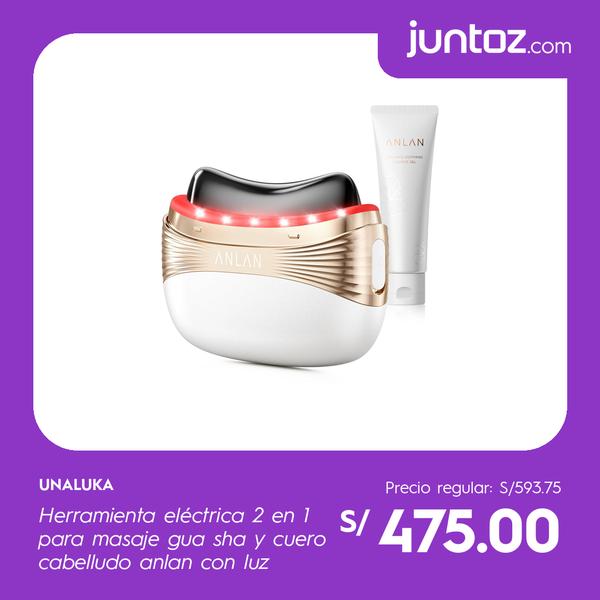 juntoz.com
ANLAN
ANLAN
UNALUKA
Precio regular: S/593.75
Herramienta eléctrica 2 en 1
para masaje gua sha y cuero
cabelludo anlan con luz
S/ 475.00